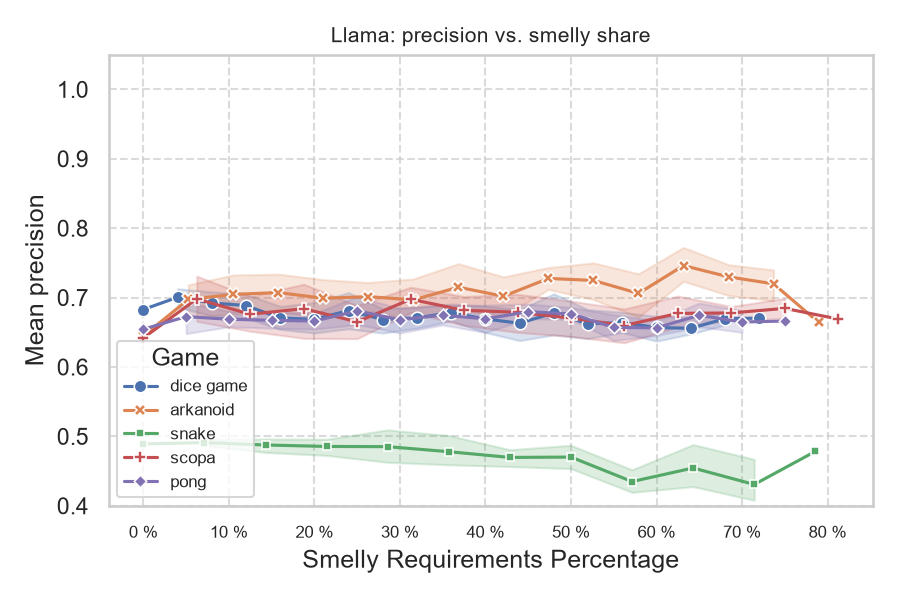 Llama: precision vs. smelly share
Mean precision
1.0
0.9
0.8
0.7
0.6
0.5
0.4
Game
dice game
arkanoid
snake
scopa
pong
0 %
10 %
20 %
30 %
40 %
50 %
60 %
70 %
80 %
Smelly Requirements Percentage